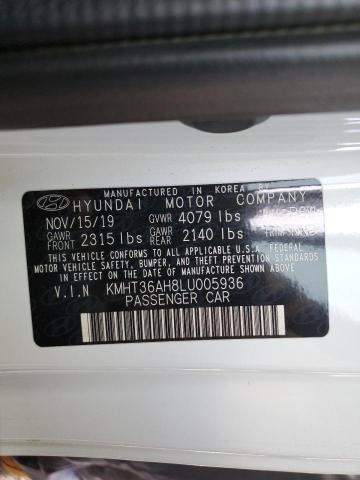 MANUFACTURED IN KOREA BY
HYUNDAI MOTOR COMPANY
NOV/15/19 GVWR 4079 lbs
GAWR FRONT 2315 lbs GAWR REAR 2140 lbs
THIS VEHICLE CONFORMS TO ALL APPLICABLE U.S.A. FEDERAL
MOTOR VEHICLE SAFETY, BUMPER, AND THEFT PREVENTION STANDARDS
IN EFFECT ON THE DATE OF MANUFACTURE SHOWN ABOVE.
V.I.N KMHT36AH8LU005936
PASSENGER CAR